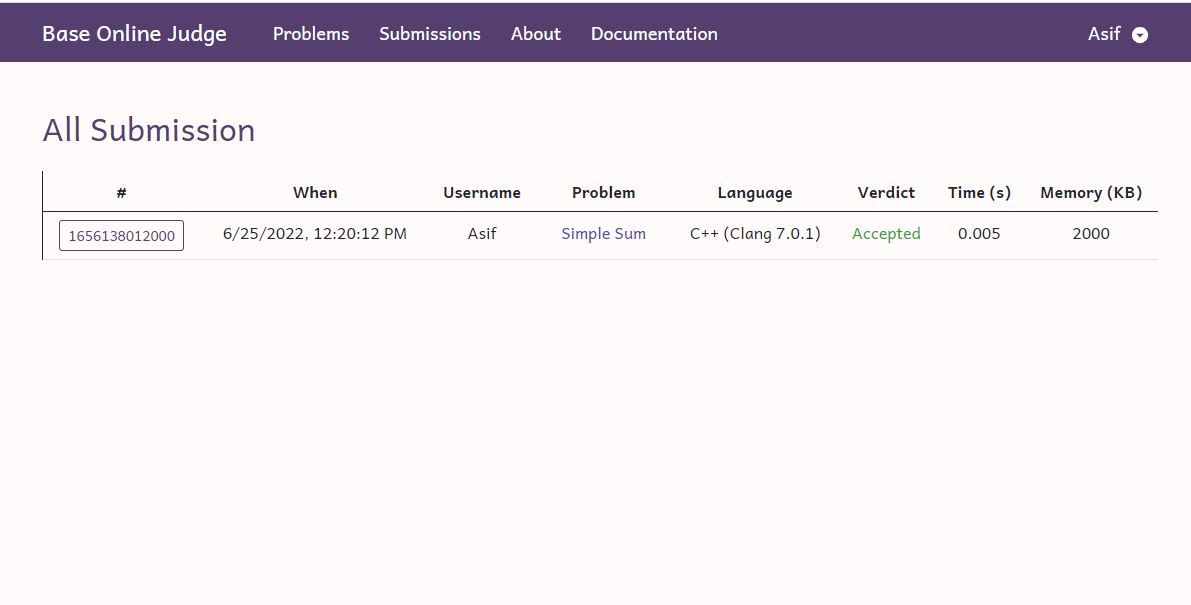 Base Online Judge Problems Submissions About Documentation Asif
All Submission
# When Username Problem Language Verdict Time (s) Memory (KB)
1656138012000 6/25/2022, 12:20:12 PM Asif Simple Sum C++ (Clang 7.0.1) Accepted 0.005 2000